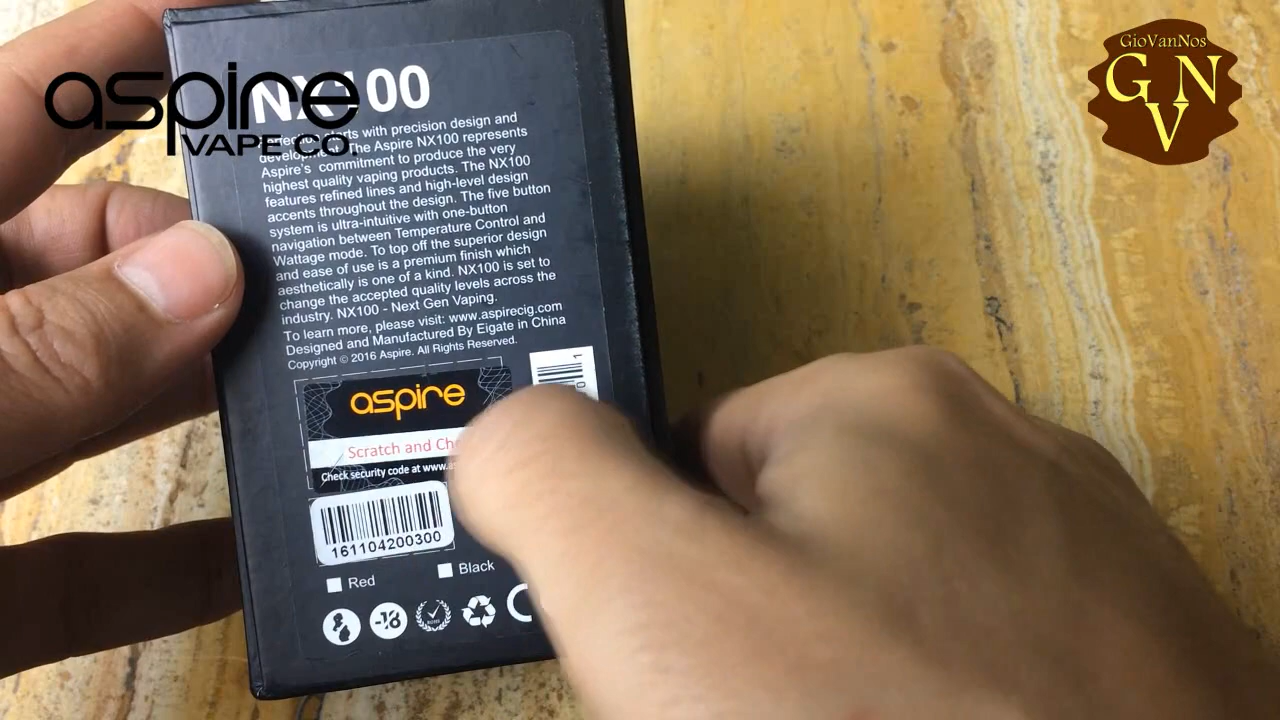 aspire
VAPE CO.
GioVanNos
G N
V
NX100
starts with precision design and
the Aspire NX100 represents
Aspire's commitment to produce the very
highest quality vaping products. The NX100
features refined lines and high-level design
accents throughout the design. The five button
system is ultra-intuitive with one-button
navigation between Temperature Control and
Wattage mode. To top off the superior design
and ease of use is a premium finish which
aesthetically is one of a kind. NX100 is set to
change the accepted quality levels across the
industry. NX100 - Next Gen Vaping.
To learn more, please visit: www.aspirecig.com
Designed and Manufactured By Eigate in China
Copyright © 2016 Aspire. All Rights Reserved.
aspire
Scratch and
Check security code at
161104200300
Red
Black
-18